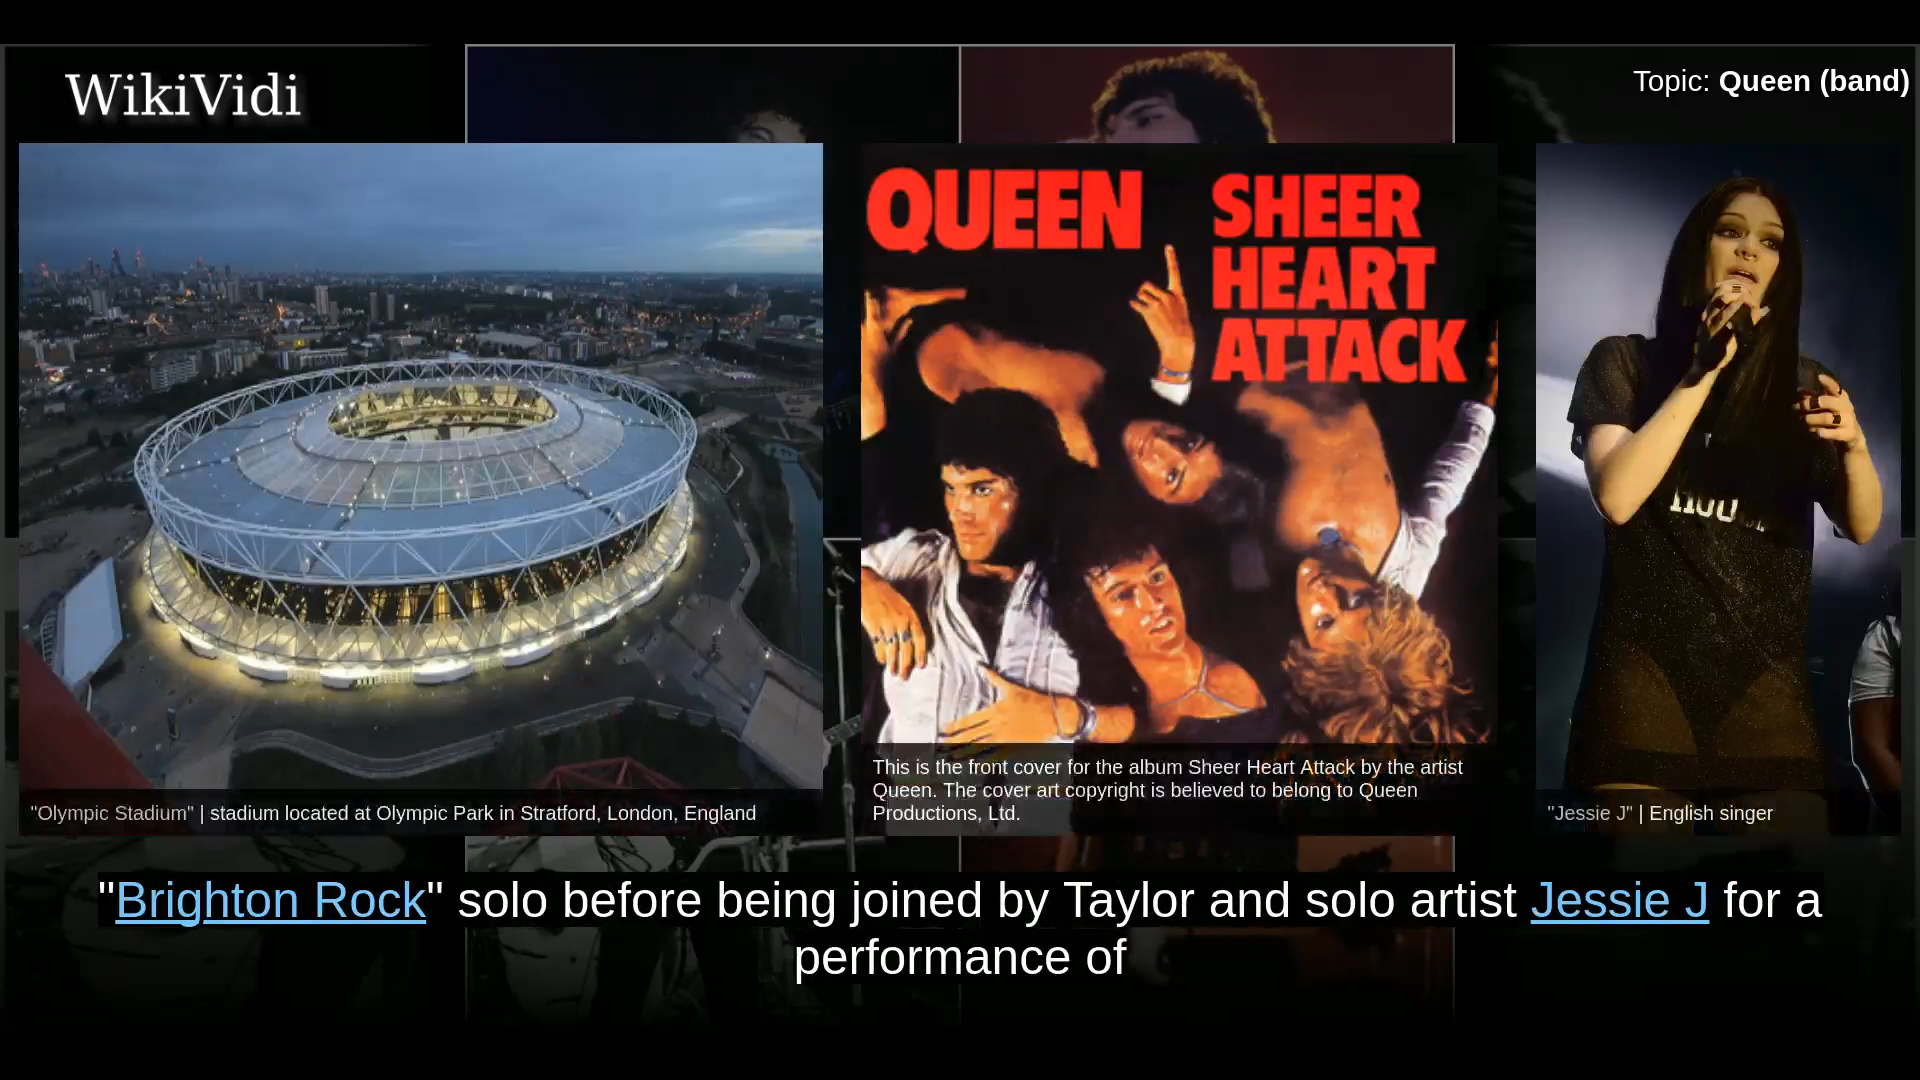 WikiVidi
Topic: Queen (band)
QUEEN
SHEER
HEART
ATTACK
"Olympic Stadium" | stadium located at Olympic Park in Stratford, London, England
This is the front cover for the album Sheer Heart Attack by the artist
Queen. The cover art copyright is believed to belong to Queen
Productions, Ltd.
"Jessie J" | English singer
"Brighton Rock" solo before being joined by Taylor and solo artist Jessie J for a
performance of